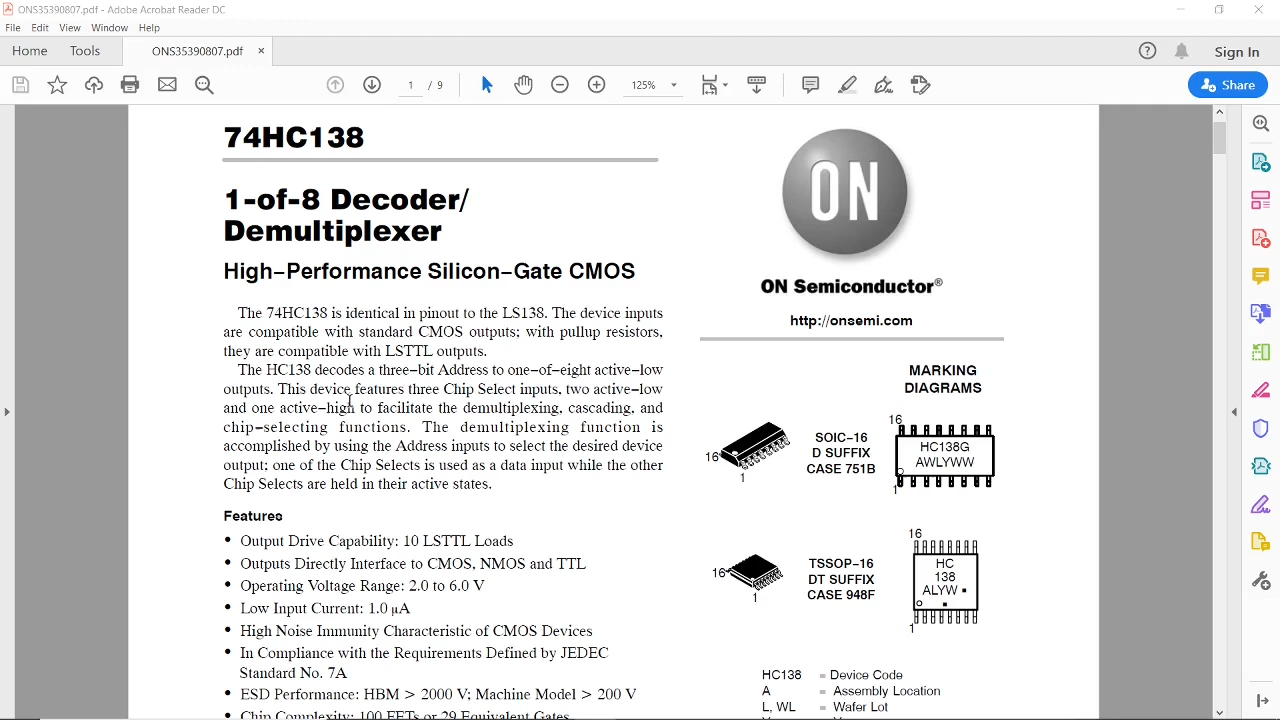 ONS35390807.pdf - Adobe Acrobat Reader DC
File Edit View Window Help
Home Tools ONS35390807.pdf × Sign In
1 / 9 125% Share
74HC138
1-of-8 Decoder/
Demultiplexer
High−Performance Silicon−Gate CMOS
The 74HC138 is identical in pinout to the LS138. The device inputs
are compatible with standard CMOS outputs; with pullup resistors,
they are compatible with LSTTL outputs.
The HC138 decodes a three−bit Address to one−of−eight active−low
outputs. This device features three Chip Select inputs, two active−low
and one active−high to facilitate the demultiplexing, cascading, and
chip−selecting functions. The demultiplexing function is
accomplished by using the Address inputs to select the desired device
output; one of the Chip Selects is used as a data input while the other
Chip Selects are held in their active states.
Features
• Output Drive Capability: 10 LSTTL Loads
• Outputs Directly Interface to CMOS, NMOS and TTL
• Operating Voltage Range: 2.0 to 6.0 V
• Low Input Current: 1.0 μA
• High Noise Immunity Characteristic of CMOS Devices
• In Compliance with the Requirements Defined by JEDEC
Standard No. 7A
• ESD Performance: HBM > 2000 V; Machine Model > 200 V
• Chip Complexity: 100 FETs or 29 Equivalent Gates
ON
ON Semiconductor®
http://onsemi.com
MARKING
DIAGRAMS
16
1
SOIC−16
D SUFFIX
CASE 751B
16
HC138G
AWLYWW
1
16
1
TSSOP−16
DT SUFFIX
CASE 948F
16
HC
138
ALYW ▪
▪
1
HC138 = Device Code
A = Assembly Location
L, WL = Wafer Lot